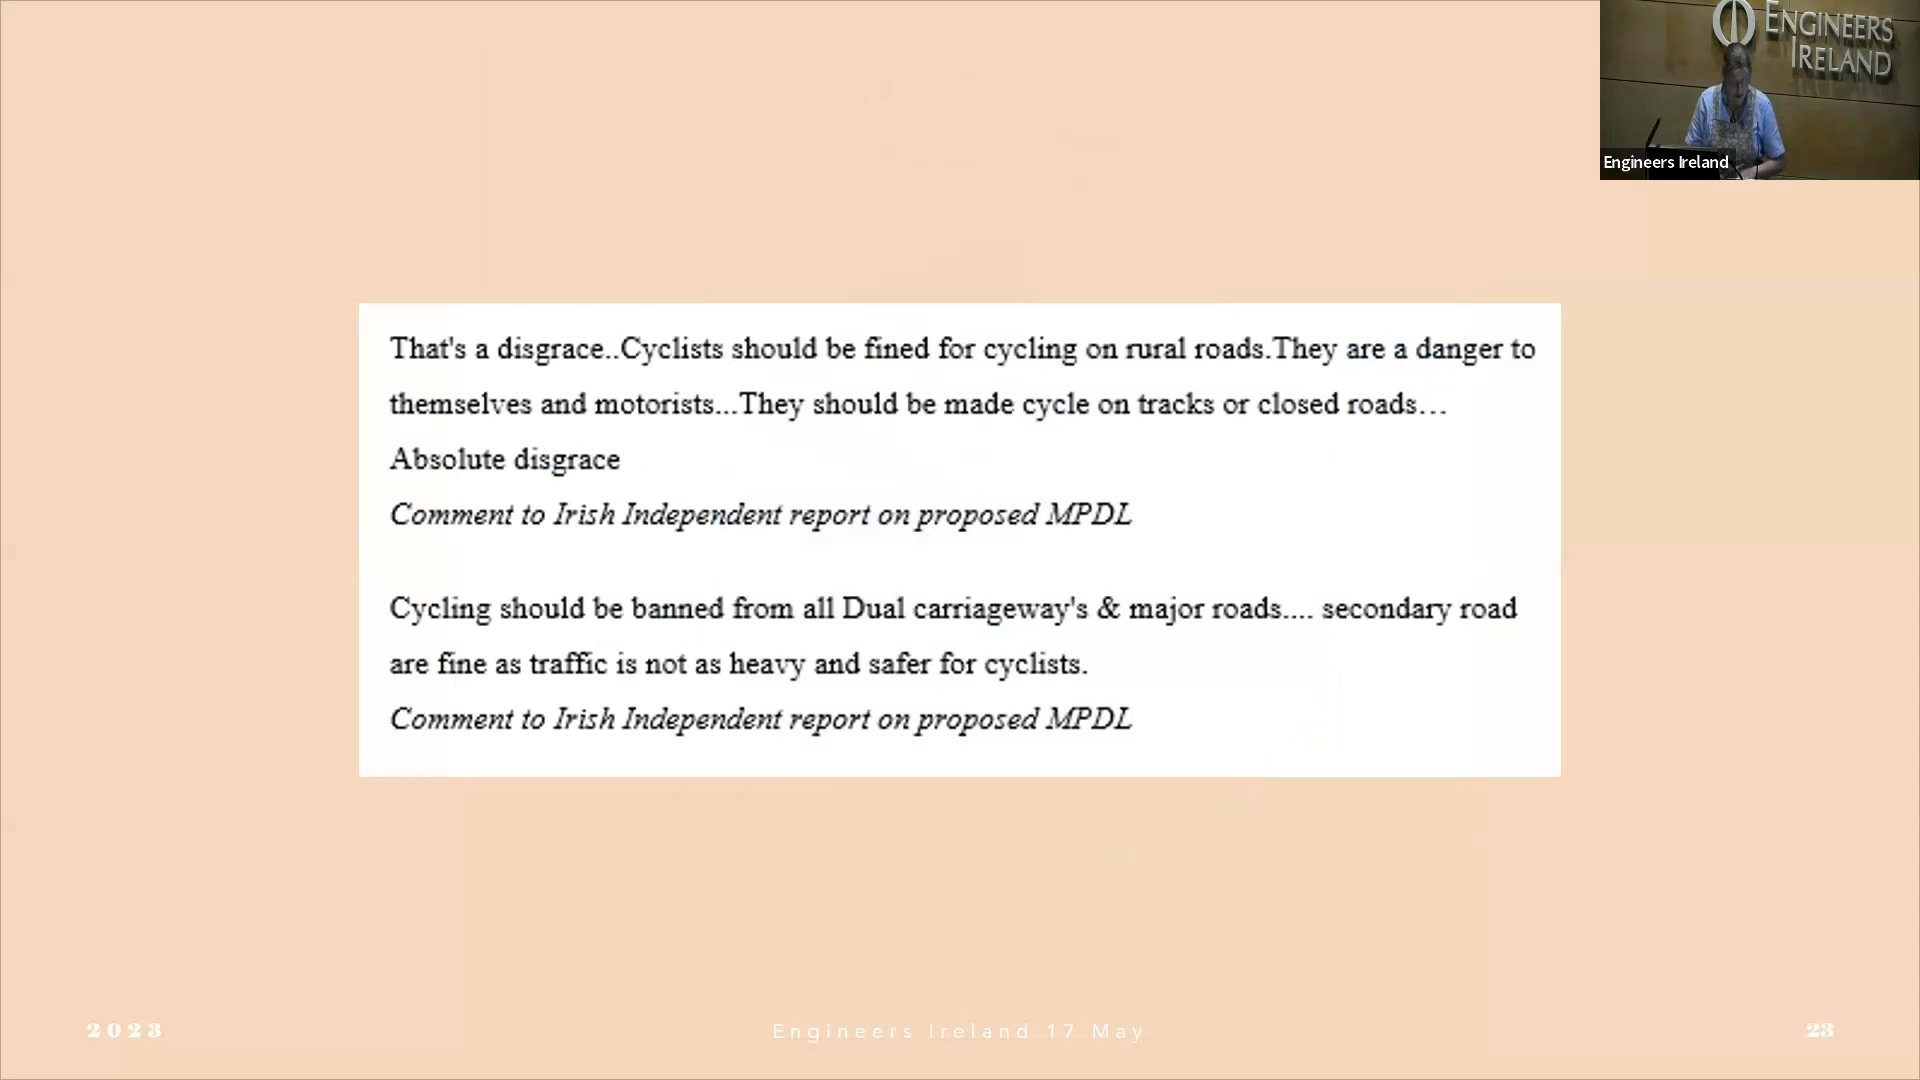 ENGINEERS
IRELAND
Engineers Ireland
That's a disgrace..Cyclists should be fined for cycling on rural roads.They are a danger to
themselves and motorists...They should be made cycle on tracks or closed roads…
Absolute disgrace
Comment to Irish Independent report on proposed MPDL
Cycling should be banned from all Dual carriageway's & major roads.... secondary road
are fine as traffic is not as heavy and safer for cyclists.
Comment to Irish Independent report on proposed MPDL
2023
Engineers Ireland 17 May
23